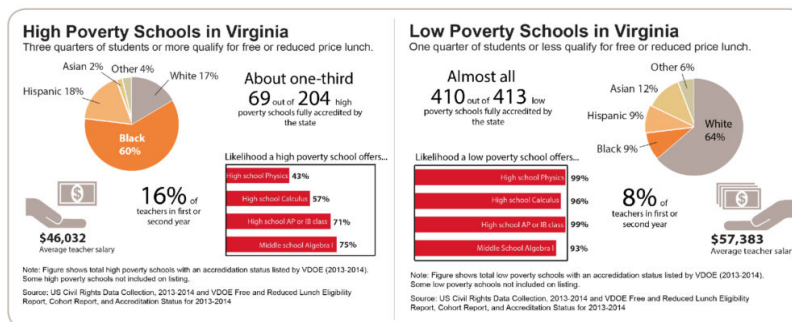 High Poverty Schools in Virginia
Three quarters of students or more qualify for free or reduced price lunch.
Asian 2%
Other 4%
White 17%
Hispanic 18%
Black
60%
About one-third
69 out of 204 high
poverty schools fully accredited by
the state
Likelihood a high poverty school offers...
High school Physics 43%
High school Calculus 57%
High school AP or IB class 71%
Middle school Algebra I 75%
16% of
teachers in first or
second year
$46,032
Average teacher salary
Note: Figure shows total high poverty schools with an accredidation status listed by VDOE (2013-2014).
Some high poverty schools not included on listing.
Source: US Civil Rights Data Collection, 2013-2014 and VDOE Free and Reduced Lunch Eligibility
Report, Cohort Report, and Accreditation Status for 2013-2014
Low Poverty Schools in Virginia
One quarter of students or less qualify for free or reduced price lunch.
Almost all
410 out of 413 low
poverty schools fully accredited by
the state
Other 6%
Asian 12%
Hispanic 9%
Black 9%
White
64%
Likelihood a low poverty school offers...
High school Physics 99%
High school Calculus 96%
High school AP or IB class 99%
Middle School Algebra I 93%
8% of
teachers in first or
second year
$57,383
Average teacher salary
Note: Figure shows total low poverty schools with an accredidation status listed by VDOE (2013-2014).
Some low poverty schools not included on listing.
Source: US Civil Rights Data Collection, 2013-2014 and VDOE Free and Reduced Lunch Eligibility
Report, Cohort Report, and Accreditation Status for 2013-2014